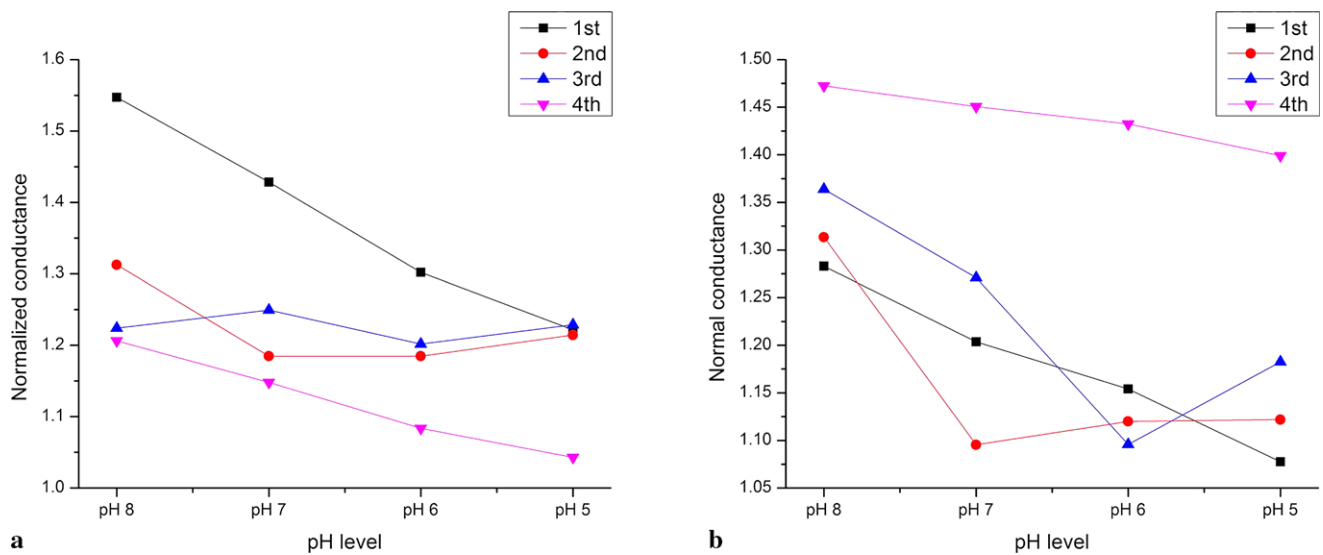 1st
2nd
3rd
4th
1.6
1.5
1.4
1.3
1.2
1.1
1.0
Normalized conductance
pH 8
pH 7
pH 6
pH 5
pH level
a
1st
2nd
3rd
4th
1.50
1.45
1.40
1.35
1.30
1.25
1.20
1.15
1.10
1.05
Normal conductance
pH 8
pH 7
pH 6
pH 5
pH level
b